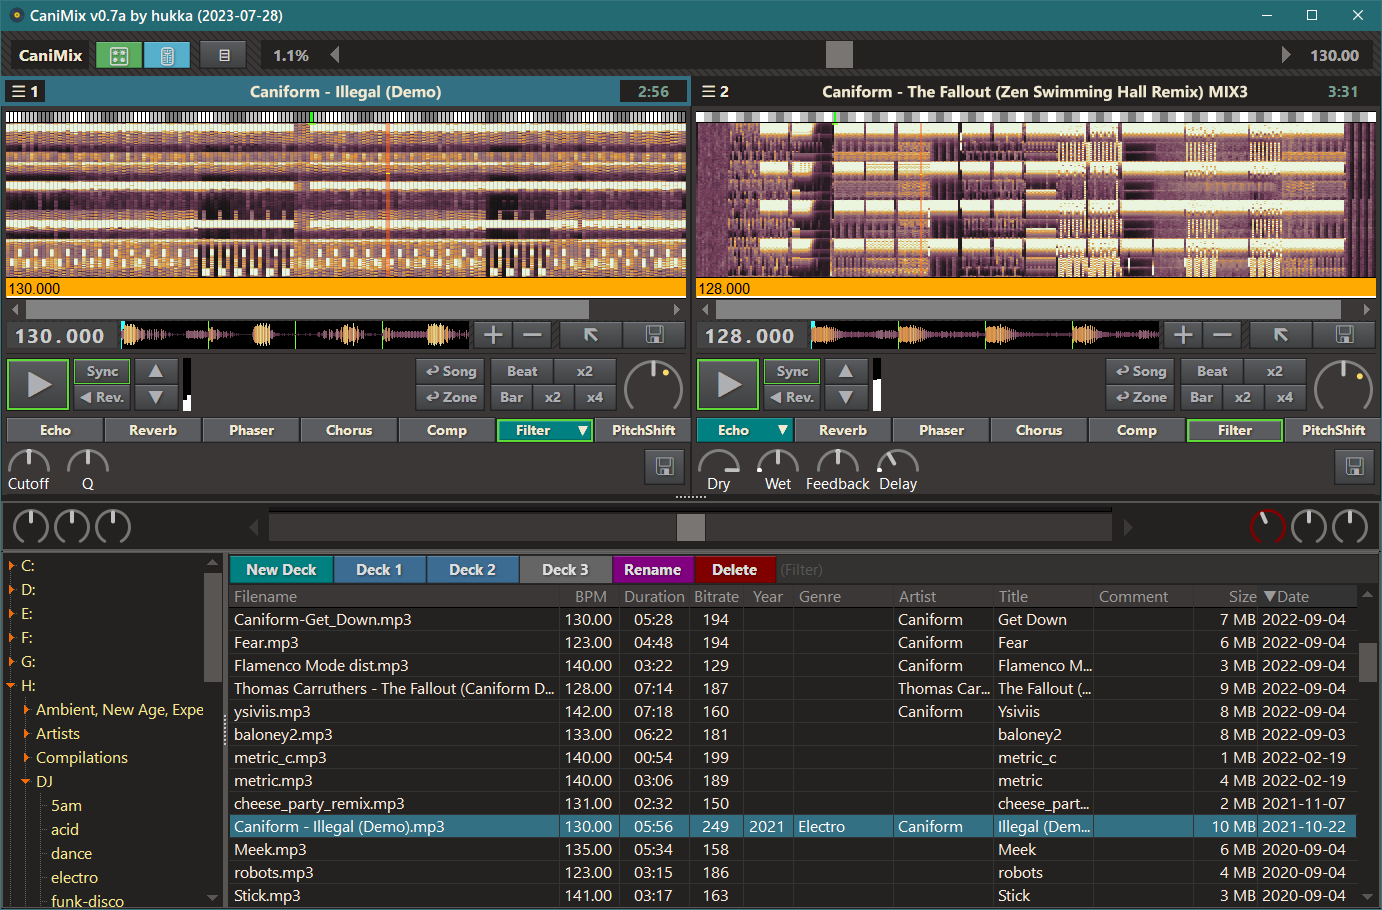 CaniMix v0.7a by hukka (2023-07-28)
CaniMix 1.1% 130.00
1 Caniform - Illegal (Demo) 2:56
2 Caniform - The Fallout (Zen Swimming Hall Remix) MIX3 3:31
130.000
128.000
130.000
128.000
Sync Song Beat x2
Rev. Zone Bar x2 x4
Sync Song Beat x2
Rev. Zone Bar x2 x4
Echo Reverb Phaser Chorus Comp Filter PitchShift
Echo Reverb Phaser Chorus Comp Filter PitchShift
Cutoff Q
Dry Wet Feedback Delay
C:
D:
E:
F:
G:
H:
Ambient, New Age, Expe
Artists
Compilations
DJ
5am
acid
dance
electro
funk-disco
New Deck Deck 1 Deck 2 Deck 3 Rename Delete (Filter)
Filename BPM Duration Bitrate Year Genre Artist Title Comment Size ▼Date
Caniform-Get_Down.mp3 130.00 05:28 194 Caniform Get Down 7 MB 2022-09-04
Fear.mp3 123.00 04:48 194 Caniform Fear 6 MB 2022-09-04
Flamenco Mode dist.mp3 140.00 03:22 129 Caniform Flamenco M... 3 MB 2022-09-04
Thomas Carruthers - The Fallout (Caniform D... 128.00 07:14 187 Thomas Car... The Fallout (... 9 MB 2022-09-04
ysiviis.mp3 142.00 07:18 160 Caniform Ysiviis 8 MB 2022-09-04
baloney2.mp3 133.00 06:22 181 baloney2 8 MB 2022-09-03
metric_c.mp3 140.00 00:54 199 metric_c 1 MB 2022-02-19
metric.mp3 140.00 03:06 189 metric 4 MB 2022-02-19
cheese_party_remix.mp3 131.00 02:32 150 cheese_part... 2 MB 2021-11-07
Caniform - Illegal (Demo).mp3 130.00 05:56 249 2021 Electro Caniform Illegal (Dem... 10 MB 2021-10-22
Meek.mp3 135.00 05:34 158 Meek 6 MB 2020-09-04
robots.mp3 123.00 03:15 186 robots 4 MB 2020-09-04
Stick.mp3 141.00 03:17 163 Stick 3 MB 2020-09-04